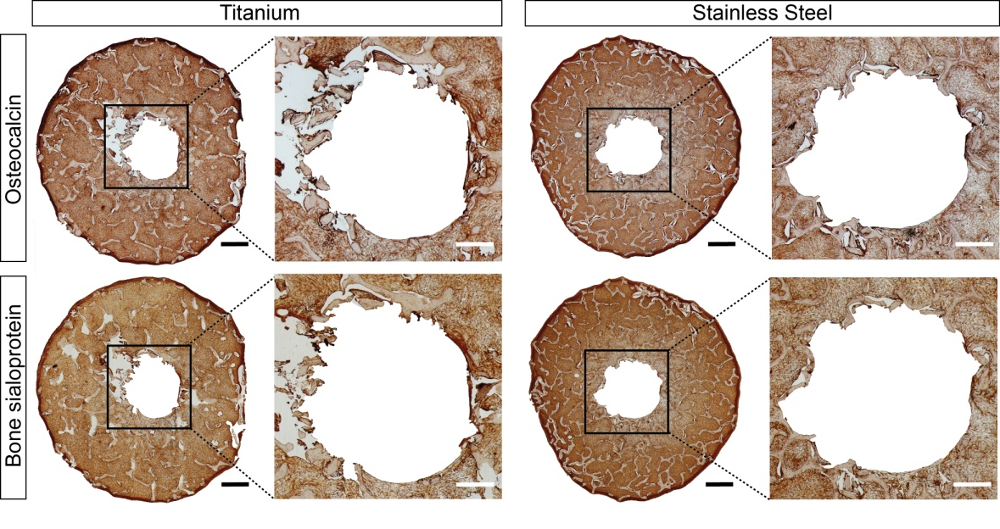 Titanium
Stainless Steel
Osteocalcin
Bone sialoprotein